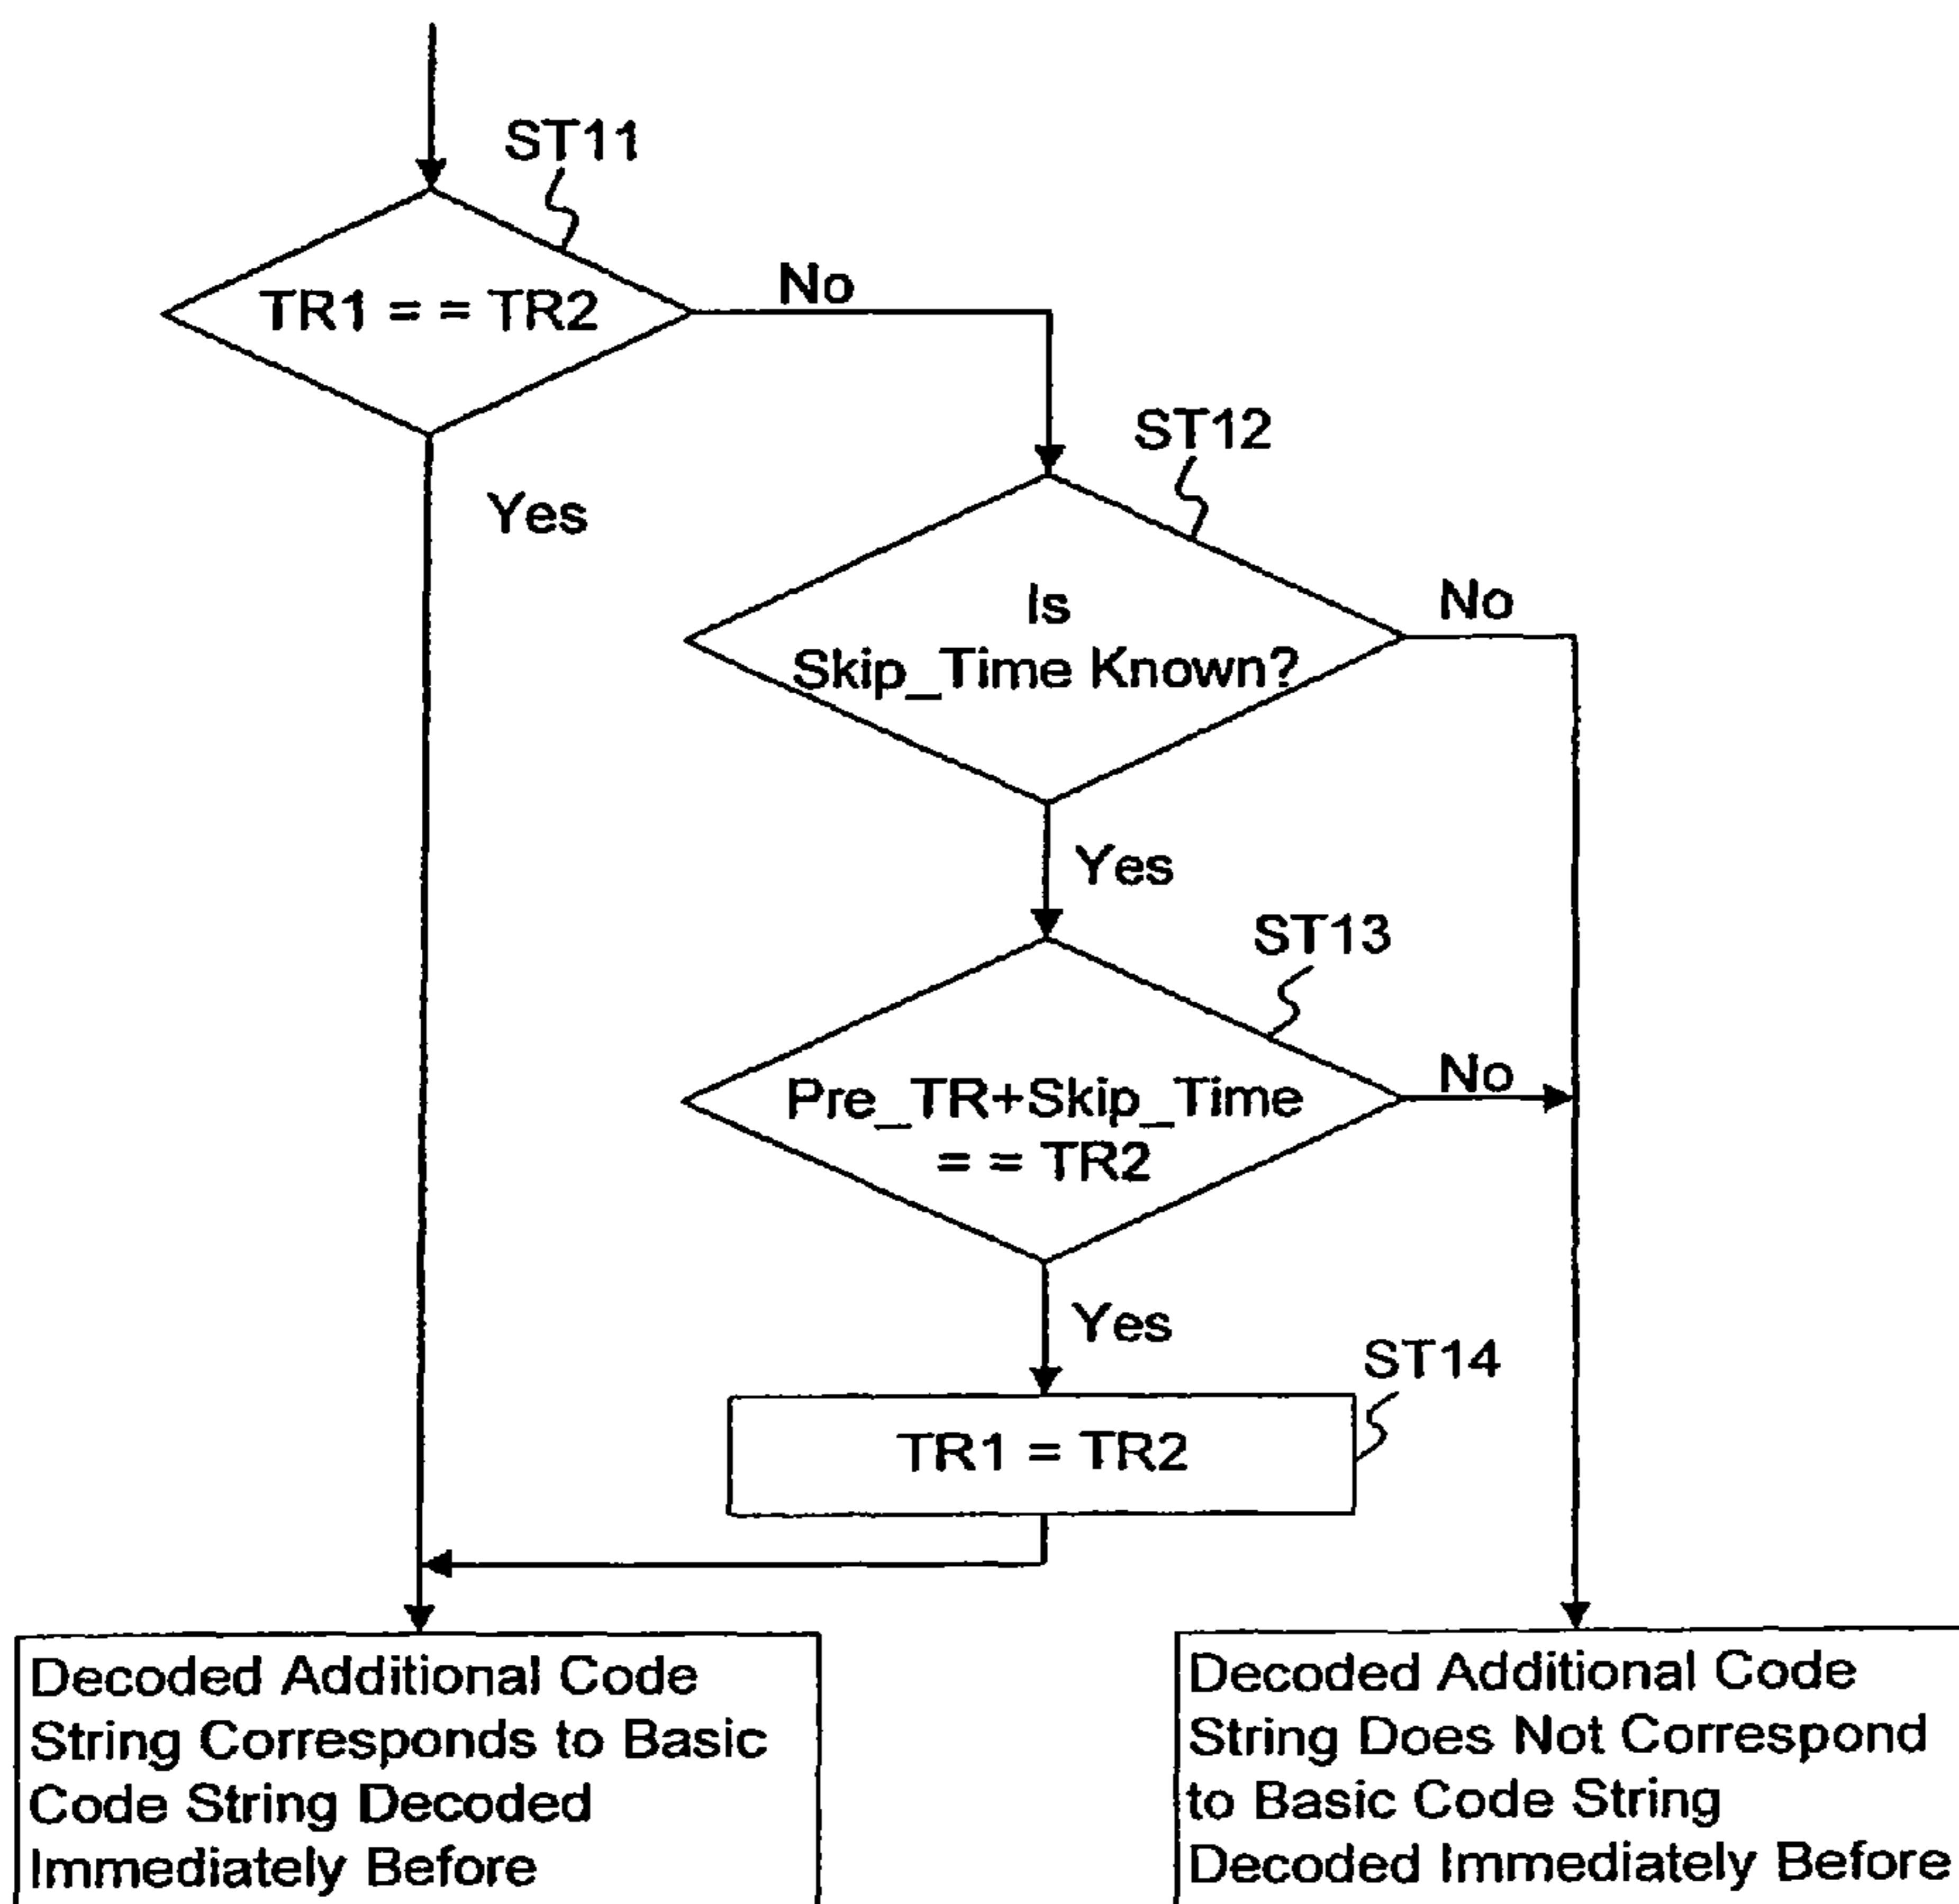 ST11
TR1 = = TR2
No
Yes
ST12
Is
Skip_Time Known?
No
Yes
ST13
Pre_TR+Skip_Time
= = TR2
No
Yes
ST14
TR1 = TR2
Decoded Additional Code
String Corresponds to Basic
Code String Decoded
Immediately Before
Decoded Additional Code
String Does Not Correspond
to Basic Code String
Decoded Immediately Before